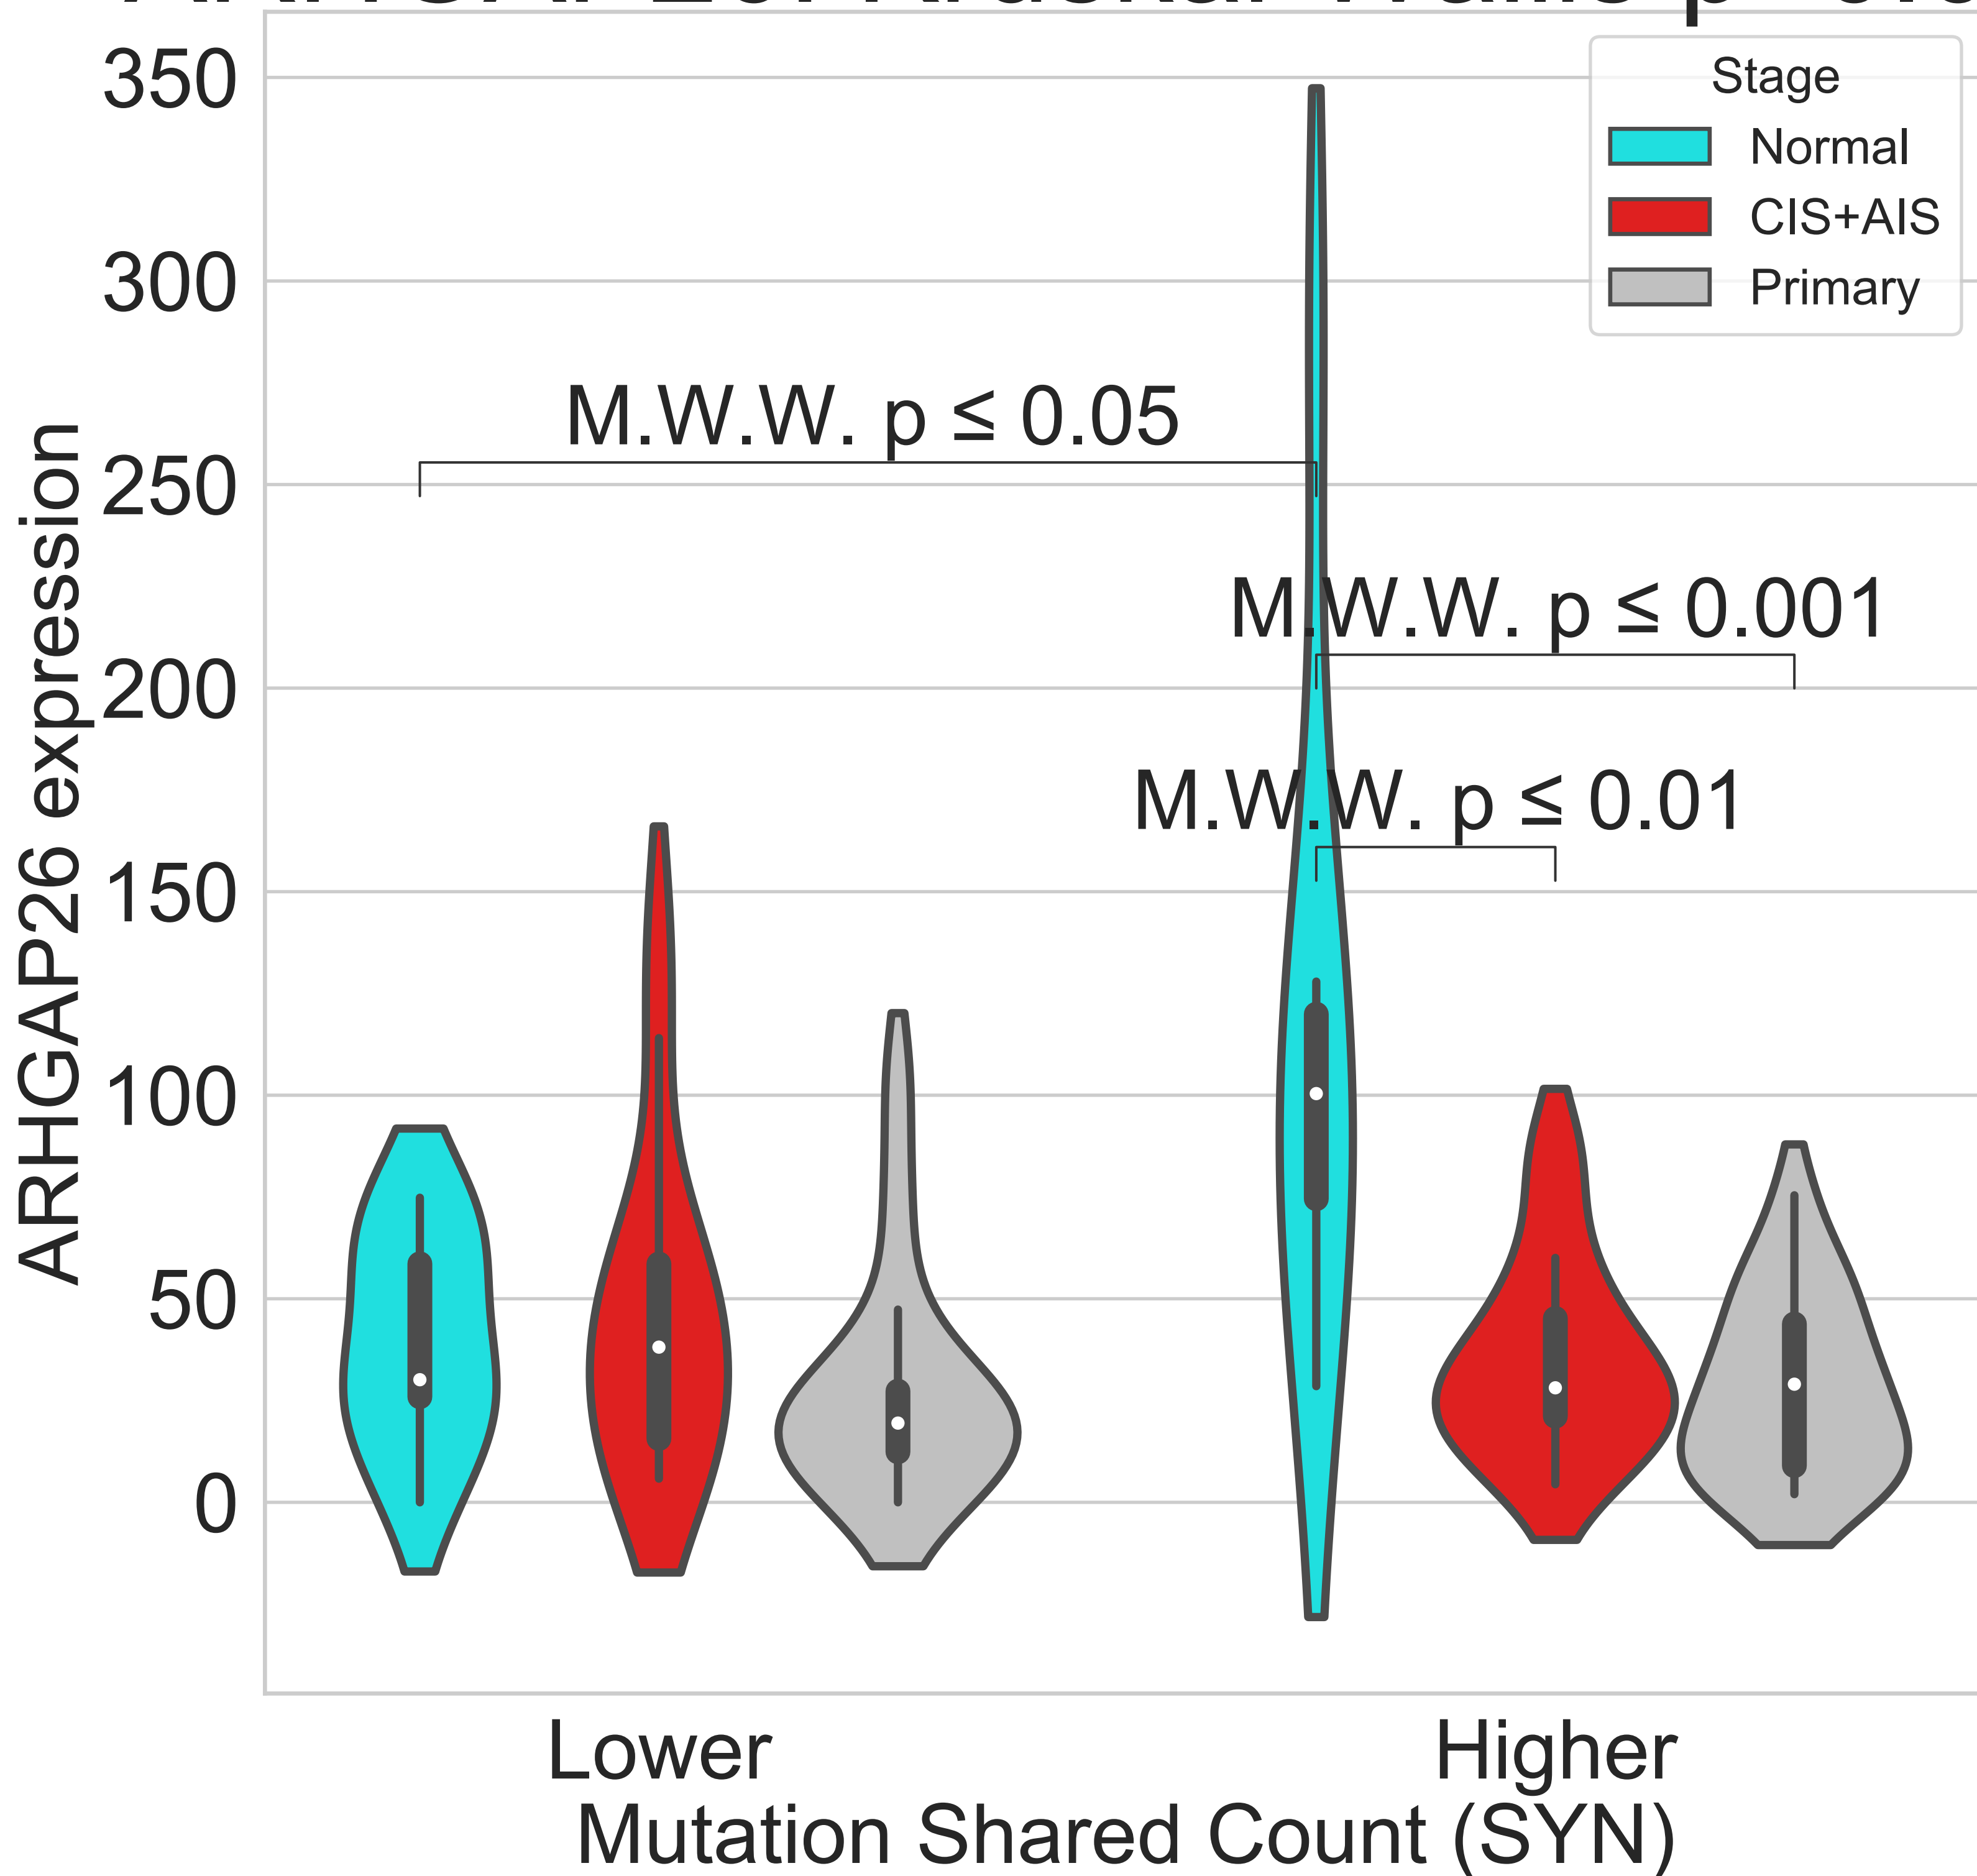 350
300
250
200
150
100
50
0
ARHGAP26 expression
Stage
Normal
CIS+AIS
Primary
M.W.W. p ≤ 0.05
M.W.W. p ≤ 0.001
M.W.W. p ≤ 0.01
Lower
Higher
Mutation Shared Count (SYN)